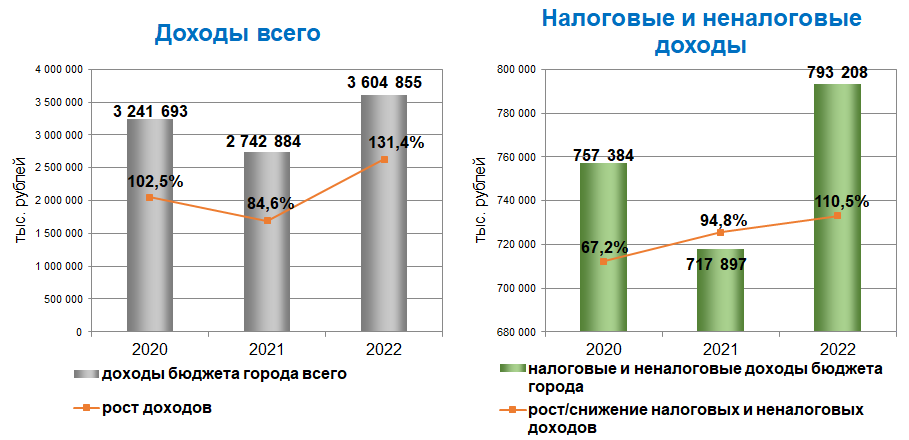 Доходы всего
4 000 000
3 500 000
3 000 000
2 500 000
2 000 000
1 500 000
1 000 000
500 000
0
тыс. рублей
3 241 693
2 742 884
3 604 855
102,5%
84,6%
131,4%
2020
2021
2022
доходы бюджета города всего
рост доходов
Налоговые и неналоговые
доходы
800 000
780 000
760 000
740 000
720 000
700 000
680 000
тыс. рублей
757 384
717 897
793 208
67,2%
94,8%
110,5%
2020
2021
2022
налоговые и неналоговые доходы бюджета
города
рост/снижение налоговых и неналоговых
доходов